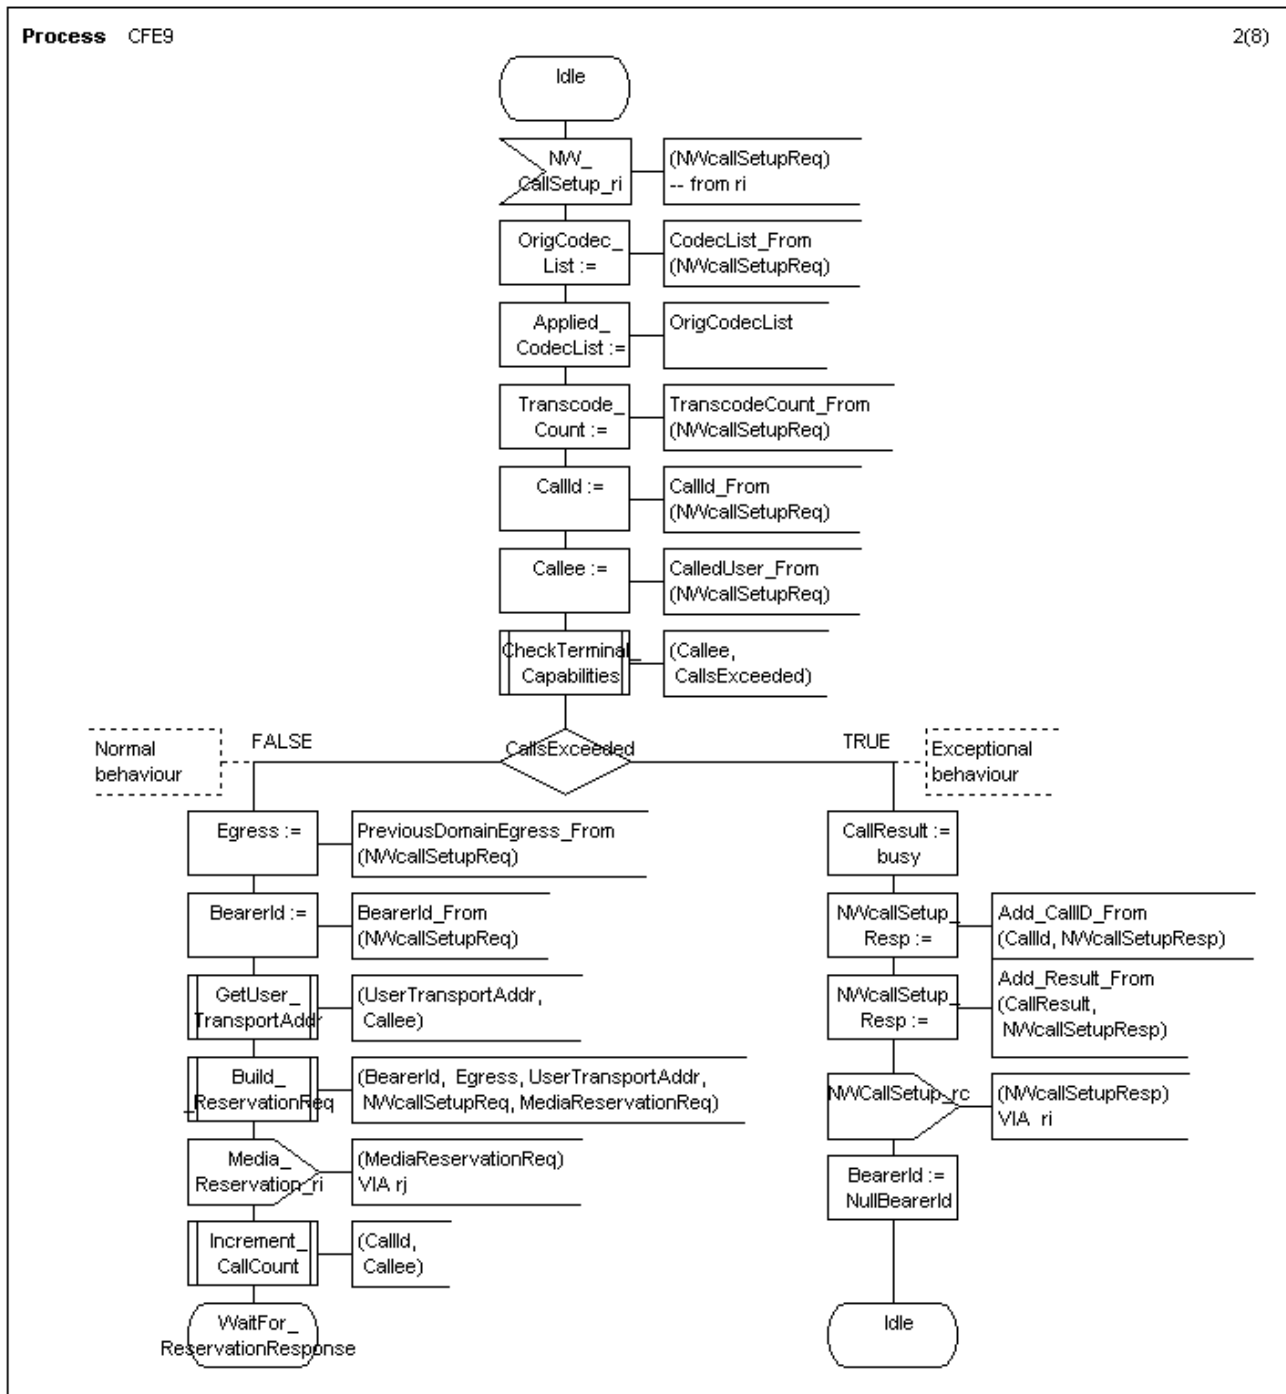 Process CFE9 2(8)
Idle
NW_
CallSetup_ri
(NWcallSetupReq)
-- from ri
OrigCodec_
List :=
CodecList_From
(NWcallSetupReq)
Applied_
CodecList :=
OrigCodecList
Transcode_
Count :=
TranscodeCount_From
(NWcallSetupReq)
CallId :=
CallId_From
(NWcallSetupReq)
Callee :=
CalledUser_From
(NWcallSetupReq)
CheckTerminal_
Capabilities
(Callee,
CallsExceeded)
CallsExceeded
Normal
behaviour
FALSE
TRUE
Exceptional
behaviour
Egress :=
PreviousDomainEgress_From
(NWcallSetupReq)
BearerId :=
BearerId_From
(NWcallSetupReq)
GetUser_
TransportAddr
(UserTransportAddr,
Callee)
Build_
_ReservationReq
(BearerId, Egress, UserTransportAddr,
NWcallSetupReq, MediaReservationReq)
Media_
Reservation_ri
(MediaReservationReq)
VIA rj
Increment_
CallCount
(CallId,
Callee)
WaitFor_
ReservationResponse
CallResult :=
busy
NWcallSetup_
Resp :=
Add_CallID_From
(CallId, NWcallSetupResp)
NWcallSetup_
Resp :=
Add_Result_From
(CallResult,
NWcallSetupResp)
NWCallSetup_rc
(NWcallSetupResp)
VIA ri
BearerId :=
NullBearerId
Idle